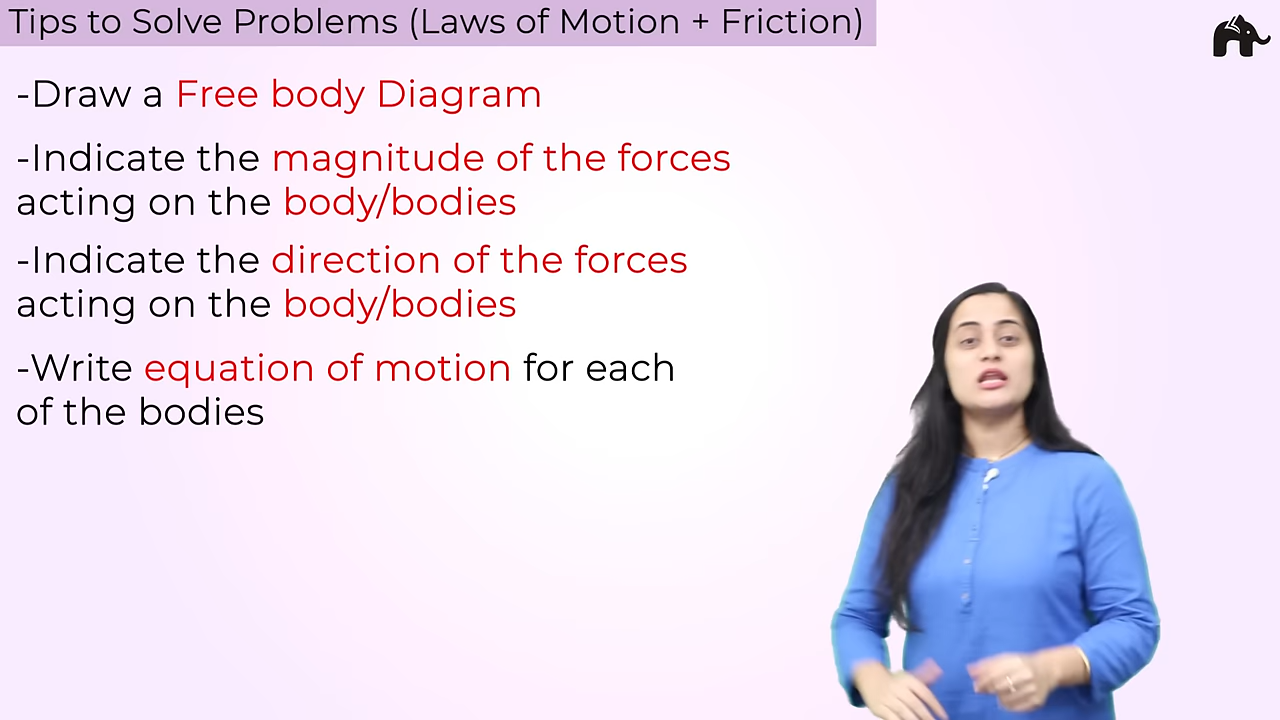 Tips to Solve Problems (Laws of Motion + Friction)
-Draw a Free body Diagram
-Indicate the magnitude of the forces
acting on the body/bodies
-Indicate the direction of the forces
acting on the body/bodies
-Write equation of motion for each
of the bodies